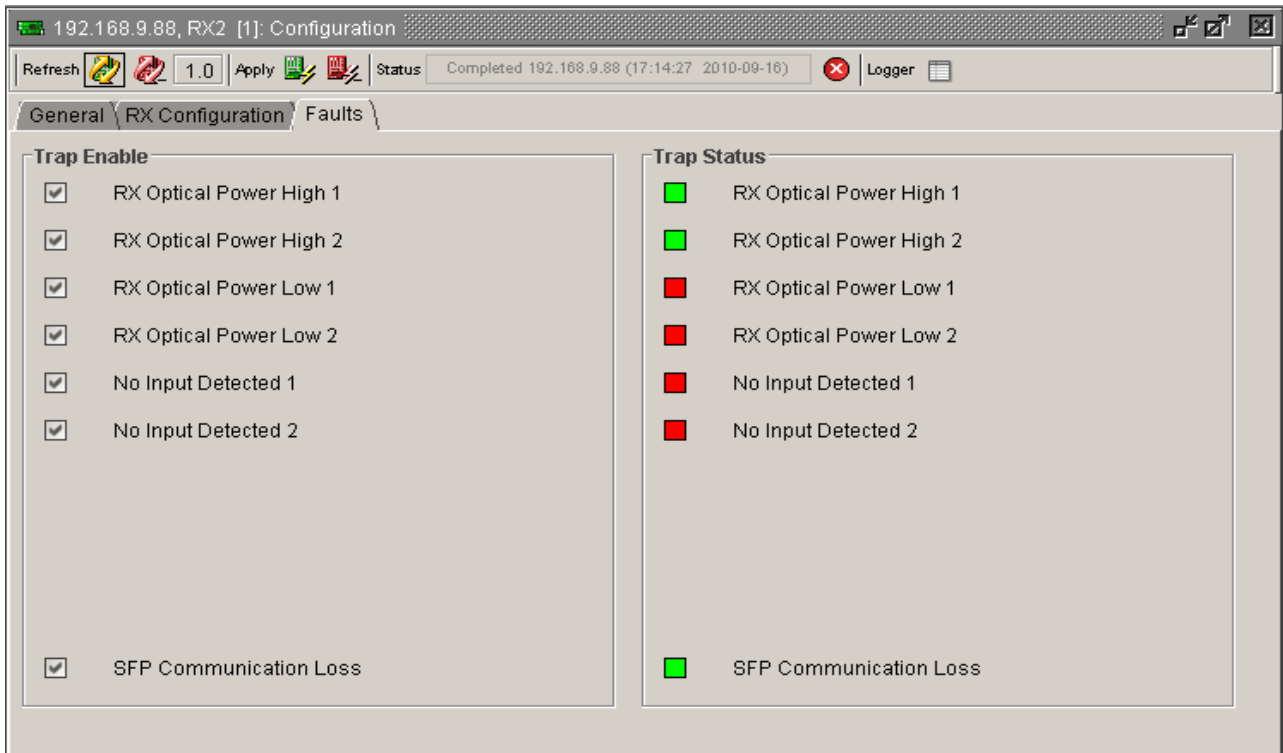 192.168.9.88, RX2 [1]: Configuration
Refresh 1.0 Apply Status Completed 192.168.9.88 (17:14:27 2010-09-16) Logger
General RX Configuration Faults
Trap Enable
RX Optical Power High 1
RX Optical Power High 2
RX Optical Power Low 1
RX Optical Power Low 2
No Input Detected 1
No Input Detected 2
SFP Communication Loss
Trap Status
RX Optical Power High 1
RX Optical Power High 2
RX Optical Power Low 1
RX Optical Power Low 2
No Input Detected 1
No Input Detected 2
SFP Communication Loss